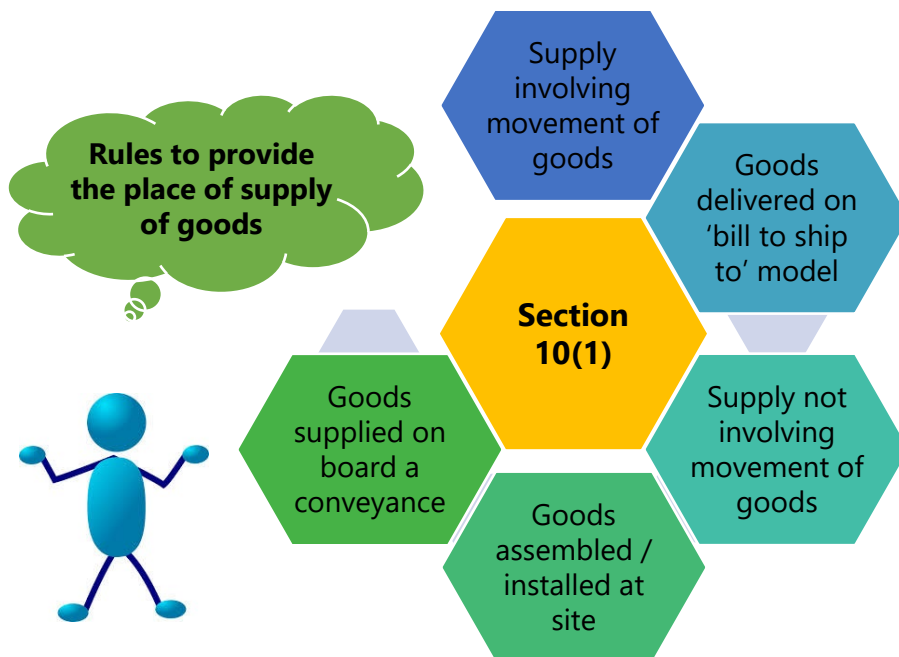 Rules to provide
the place of supply
of goods
Supply
involving
movement of
goods
Goods
delivered on
‘bill to ship
to’ model
Section
10(1)
Goods
supplied on
board a
conveyance
Supply not
involving
movement of
goods
Goods
assembled /
installed at
site